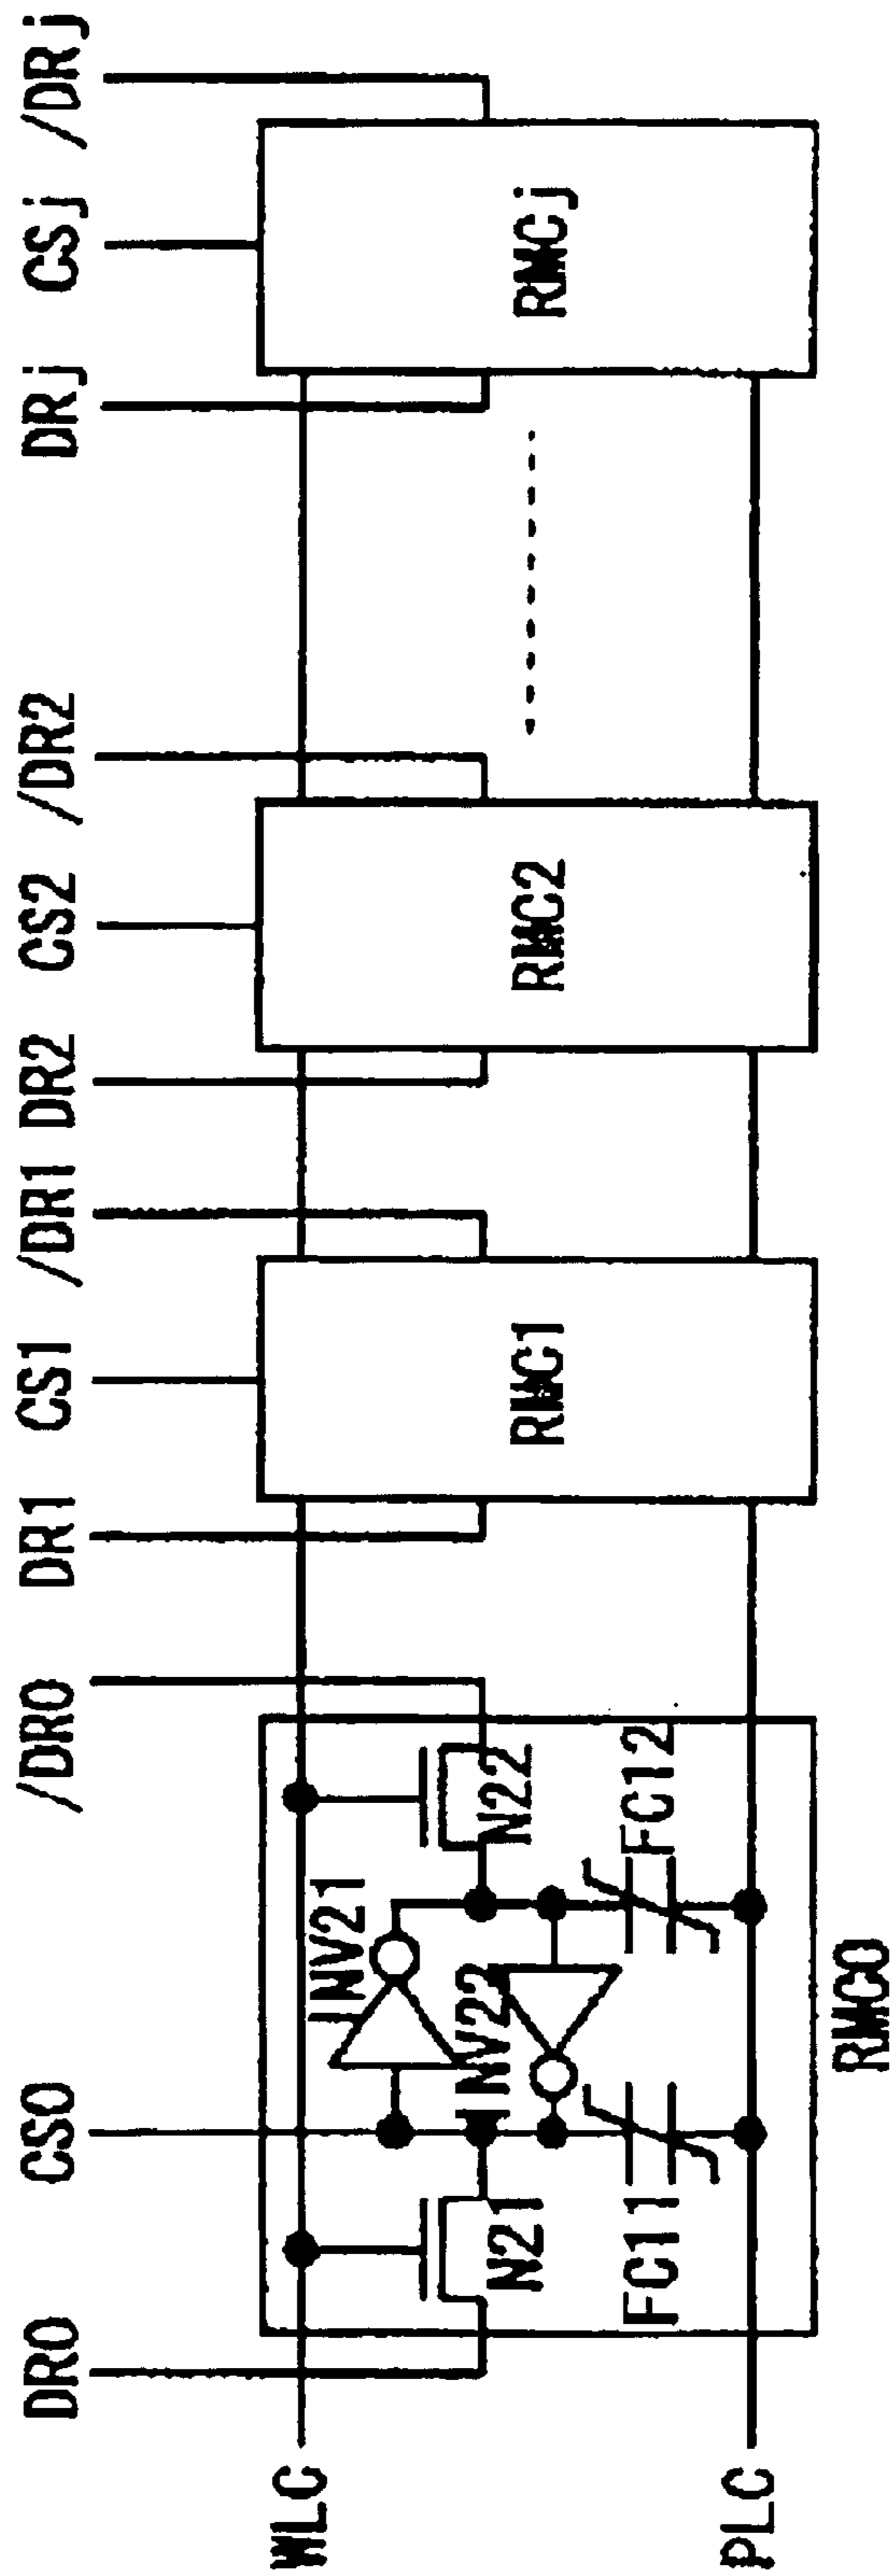 DR0 CS0 /DR0 DR1 CS1 /DR1 DR2 CS2 /DR2 DRj CSj /DRj
WLC
INV21
N21 INV22 N22
RMC1 RMC2 RMCj
FC11 FC12
PLC
RMC0